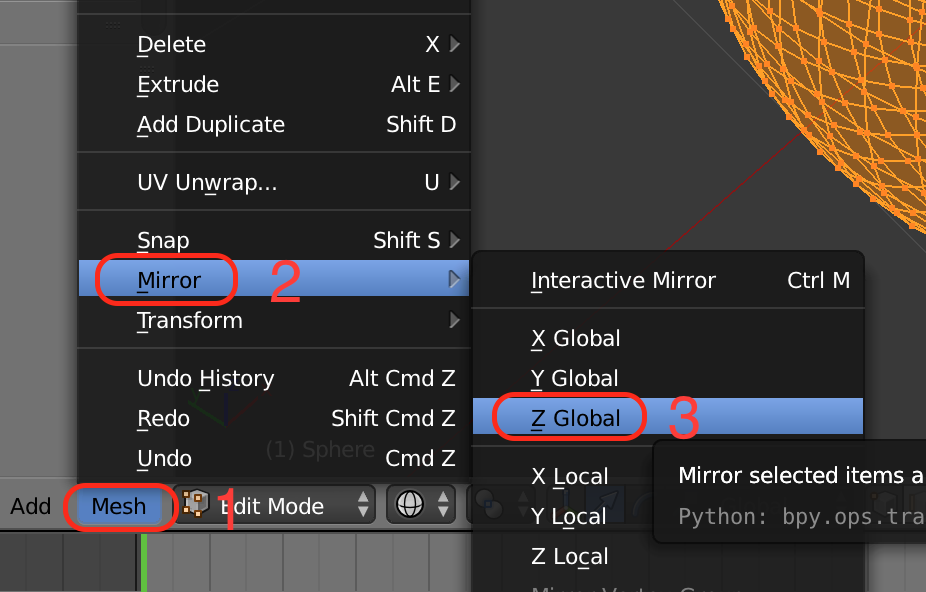 Delete X
Extrude Alt E
Add Duplicate Shift D
UV Unwrap... U
Snap Shift S
Mirror 2
Transform
Undo History Alt Cmd Z
Redo Shift Cmd Z
(1) Sphere
Undo Cmd Z
Add Mesh 1 Edit Mode
Interactive Mirror Ctrl M
X Global
Y Global
Z Global 3
X Local
Y Local
Z Local
Mirror selected items a
Python: bpy.ops.tra